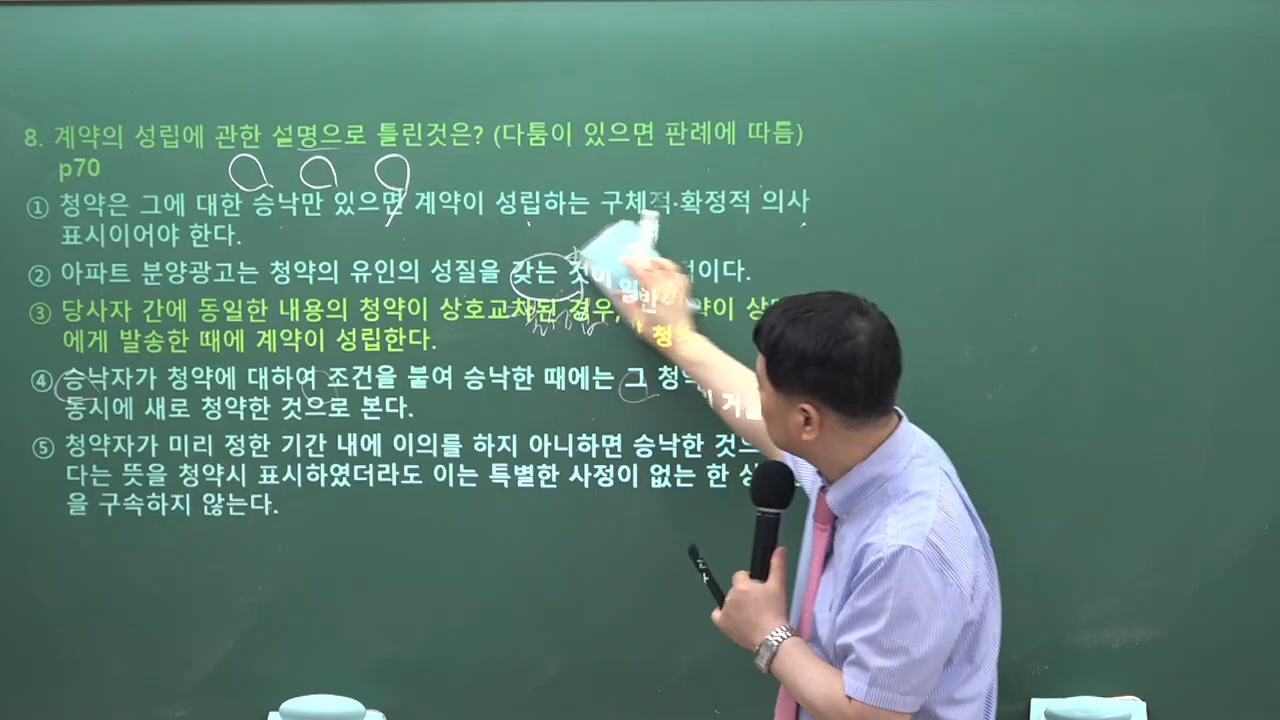 8. 계약의 성립에 관한 설명으로 틀린것은? (다툼이 있으면 판례에 따름)
p70
① 청약은 그에 대한 승낙만 있으면 계약이 성립하는 구체적·확정적 의사
표시이어야 한다.
② 아파트 분양광고는 청약의 유인의 성질을 갖는 것이 일반적이다.
③ 당사자 간에 동일한 내용의 청약이 상호교차된 경우,
에게 발송한 때에 계약이 성립한다.
④ 승낙자가 청약에 대하여 조건을 붙여 승낙한 때에는 그
동시에 새로 청약한 것으로 본다.
⑤ 청약자가 미리 정한 기간 내에 이의를 하지 아니하면 승낙한 것
다는 뜻을 청약시 표시하였더라도 이는 특별한 사정이 없는 한
을 구속하지 않는다.